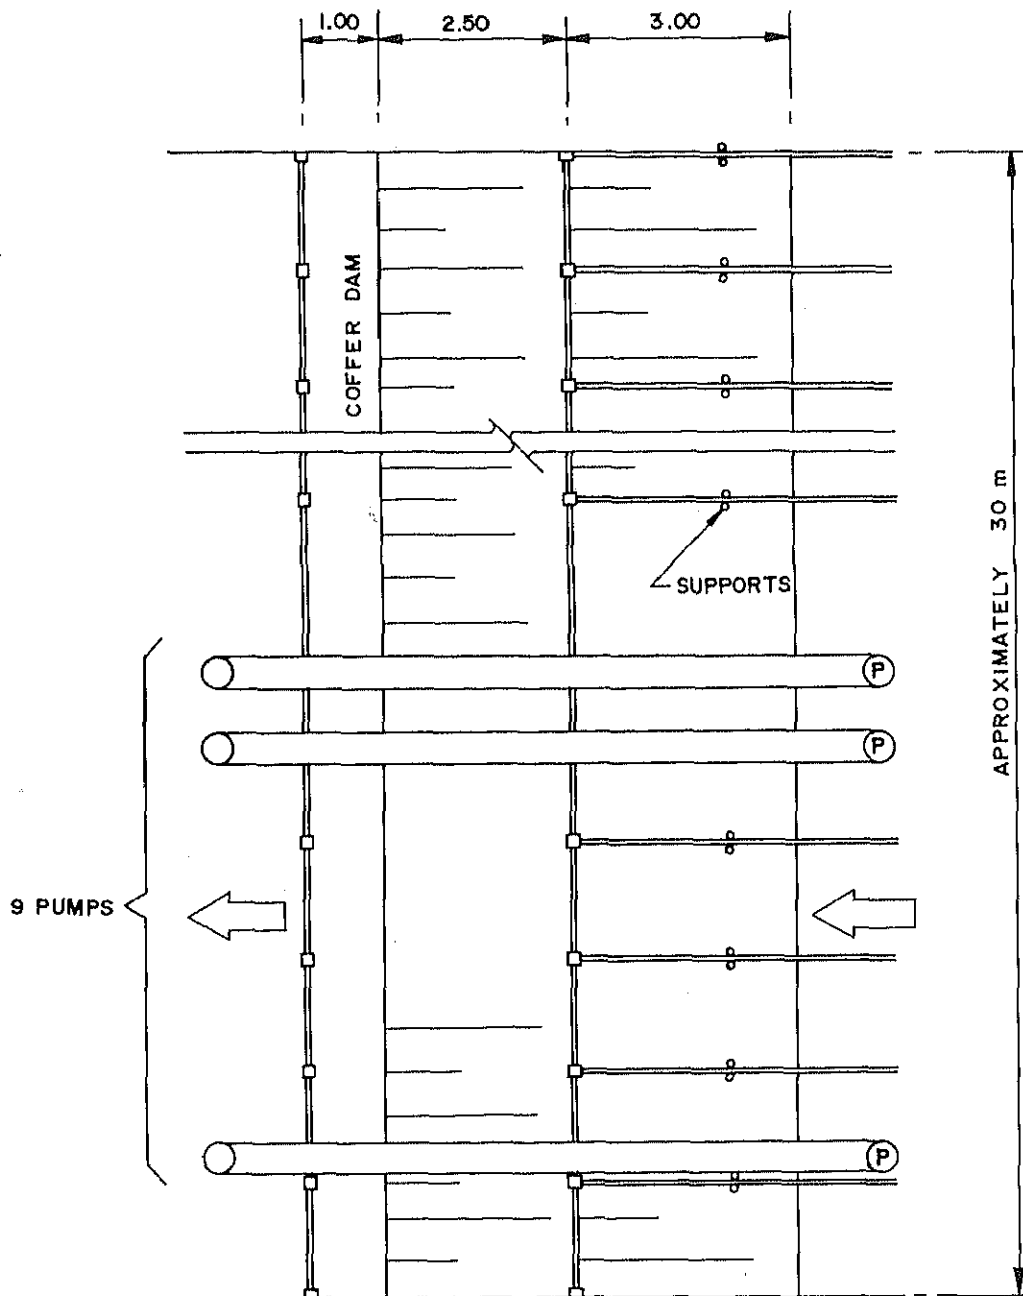 1.00
2.50
3.00
COFFER DAM
SUPPORTS
APPROXIMATELY 30 m
P
P
9 PUMPS
P